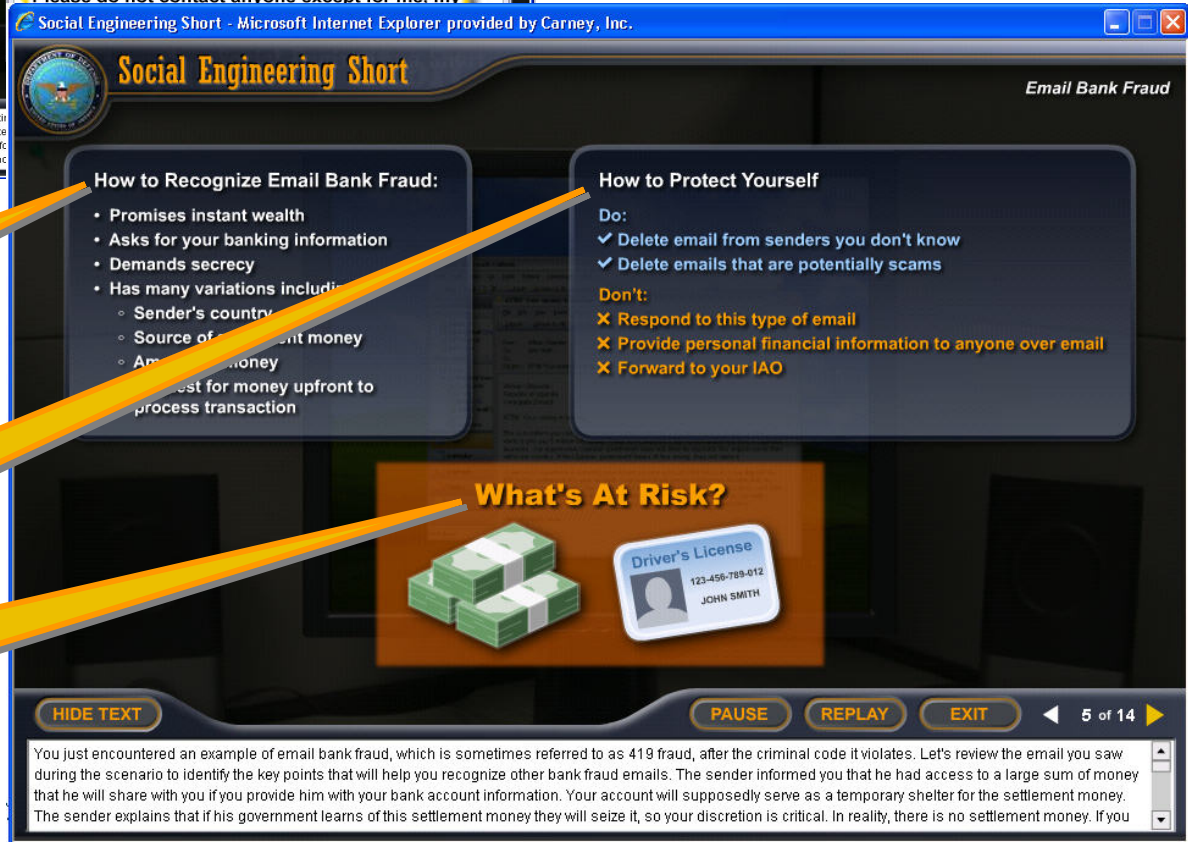 Please do not contact anyone except for me, my
Social Engineering Short - Microsoft Internet Explorer provided by Carney, Inc.
Social Engineering Short
Email Bank Fraud
How to Recognize Email Bank Fraud:
• Promises instant wealth
• Asks for your banking information
• Demands secrecy
• Has many variations
◦ Sender's country
◦ Source of money
◦ money
for money upfront to
process transaction
How to Protect Yourself
Do:
✔ Delete email from senders you don't know
✔ Delete emails that are potentially scams
Don't:
✘ Respond to this type of email
✘ Provide personal financial information to anyone over email
✘ Forward to your IAO
What's At Risk?
Driver's License
123-456-789-012
JOHN SMITH
HIDE TEXT
PAUSE
REPLAY
EXIT
5 of 14
You just encountered an example of email bank fraud, which is sometimes referred to as 419 fraud, after the criminal code it violates. Let's review the email you saw
during the scenario to identify the key points that will help you recognize other bank fraud emails. The sender informed you that he had access to a large sum of money
that he will share with you if you provide him with your bank account information. Your account will supposedly serve as a temporary shelter for the settlement money.
The sender explains that if his government learns of this settlement money they will seize it, so your discretion is critical. In reality, there is no settlement money. If you